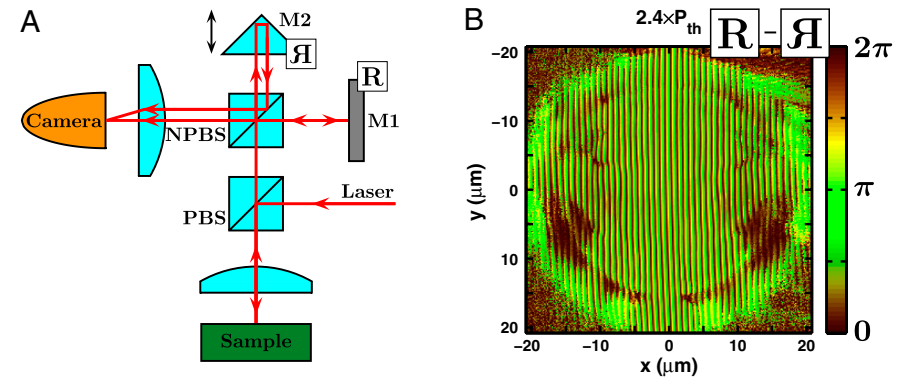 A
M2
Я
R
M1
Camera
NPBS
Laser
PBS
Sample
B
2.4×P_th R - Я
2π
π
0
y (μm)
-20
-10
0
10
20
-20 -10 0 10 20
x (μm)